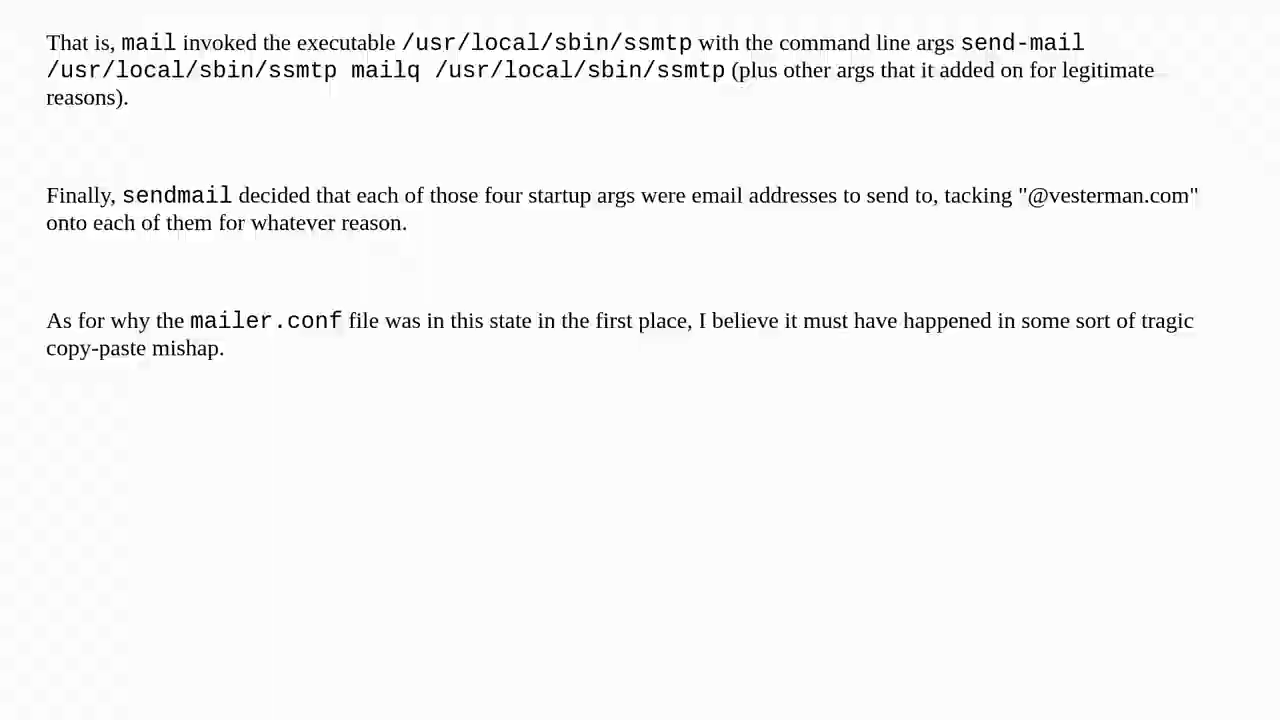 That is, mail invoked the executable /usr/local/sbin/ssmtp with the command line args send-mail
/usr/local/sbin/ssmtp mailq /usr/local/sbin/ssmtp (plus other args that it added on for legitimate
reasons).
Finally, sendmail decided that each of those four startup args were email addresses to send to, tacking "@vesterman.com"
onto each of them for whatever reason.
As for why the mailer.conf file was in this state in the first place, I believe it must have happened in some sort of tragic
copy-paste mishap.